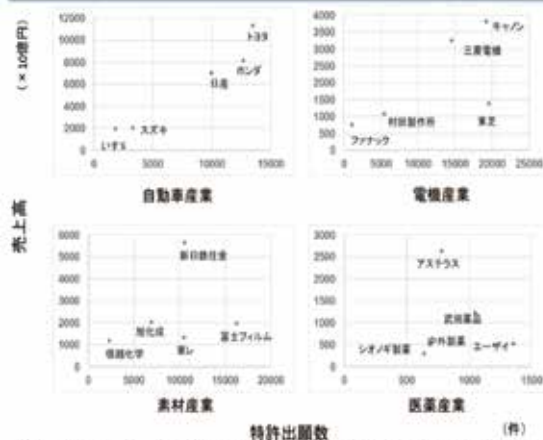 (×10億円)
売上高
12000
10000
8000
6000
4000
2000
0
0
5000
10000
15000
トヨタ
ホンダ
日産
スズキ
いすゞ
自動車産業
4000
3500
3000
2500
2000
1500
1000
500
0
0
5000
10000
15000
20000
25000
キャノン
三菱電機
東芝
村田製作所
ファナック
電機産業
6000
5000
4000
3000
2000
1000
0
0
5000
10000
15000
20000
新日鉄住金
旭化成
信越化学
東レ
富士フィルム
素材産業
3000
2500
2000
1500
1000
500
0
0
500
1000
1500
アステラス
武田薬品
中外製薬
シオノギ製薬
エーザイ
医薬産業
特許出願数
(件)